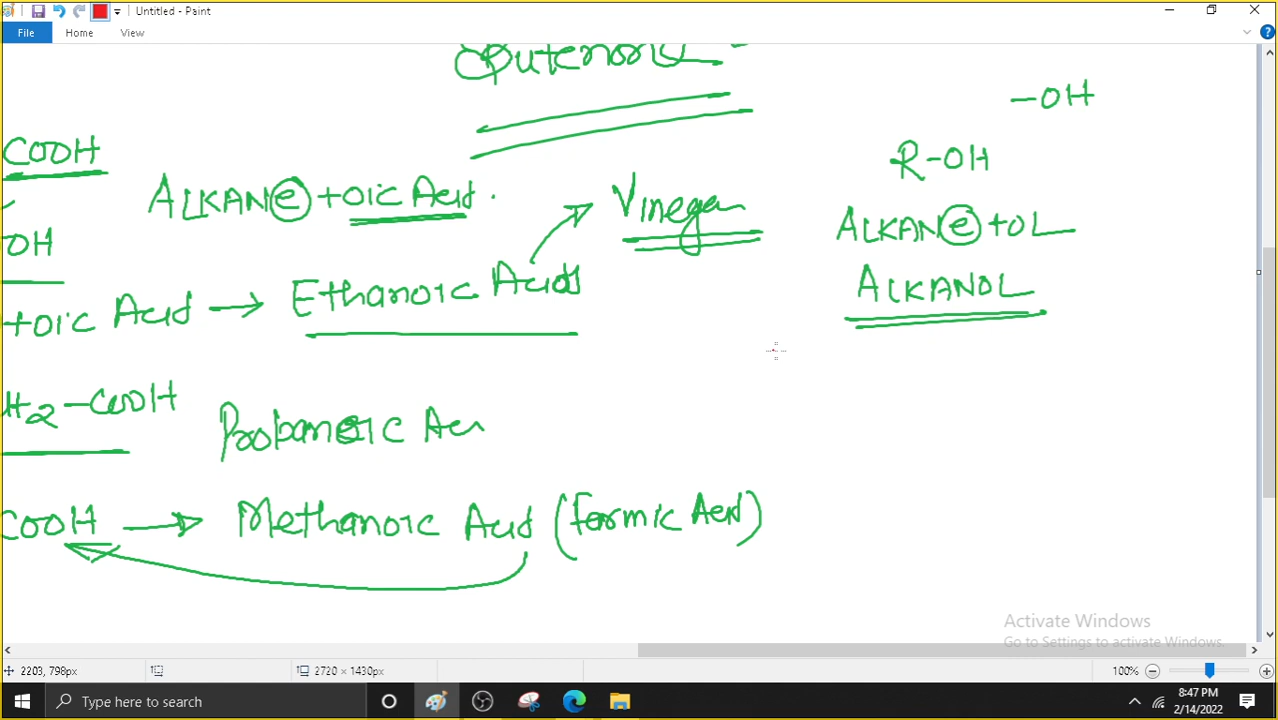 Untitled - Paint
File Home View
-OH
COOH
R-OH
ALKANe+oic Acid.
Vinegar
ALKANe+OL
OH
Ethanoic Acid
ALKANOL
+oic Acid →
H2-COOH
Propanoic
COOH → Methanoic Acid (Formic Acid)
Activate Windows
Go to Settings to activate Windows.
2203, 798px
2720 × 1430px
100%
Type here to search
8:47 PM
2/14/2022